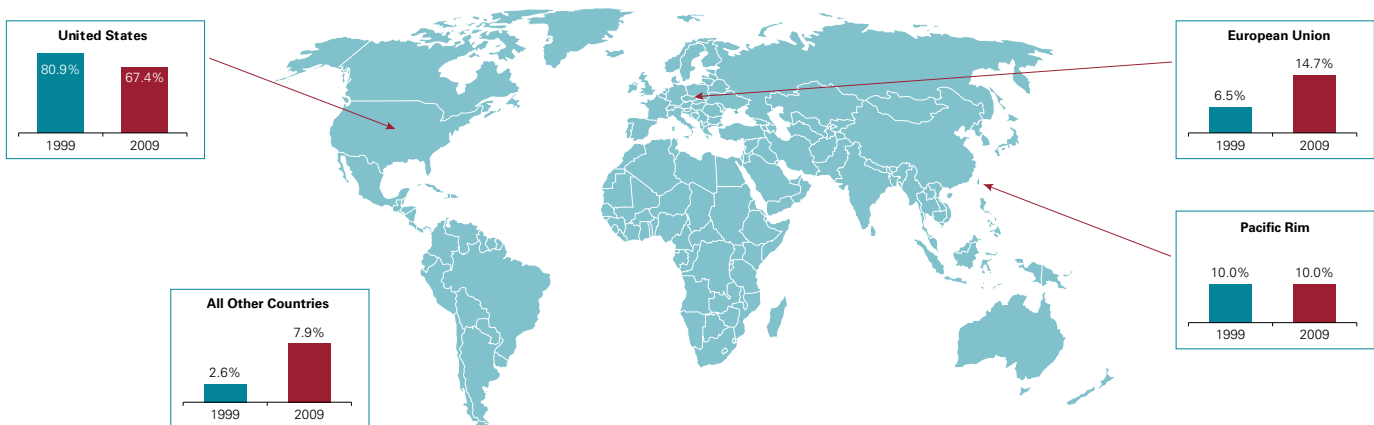 United States
80.9%
67.4%
1999 2009
European Union
6.5%
14.7%
1999 2009
Pacific Rim
10.0% 10.0%
1999 2009
All Other Countries
2.6%
7.9%
1999 2009